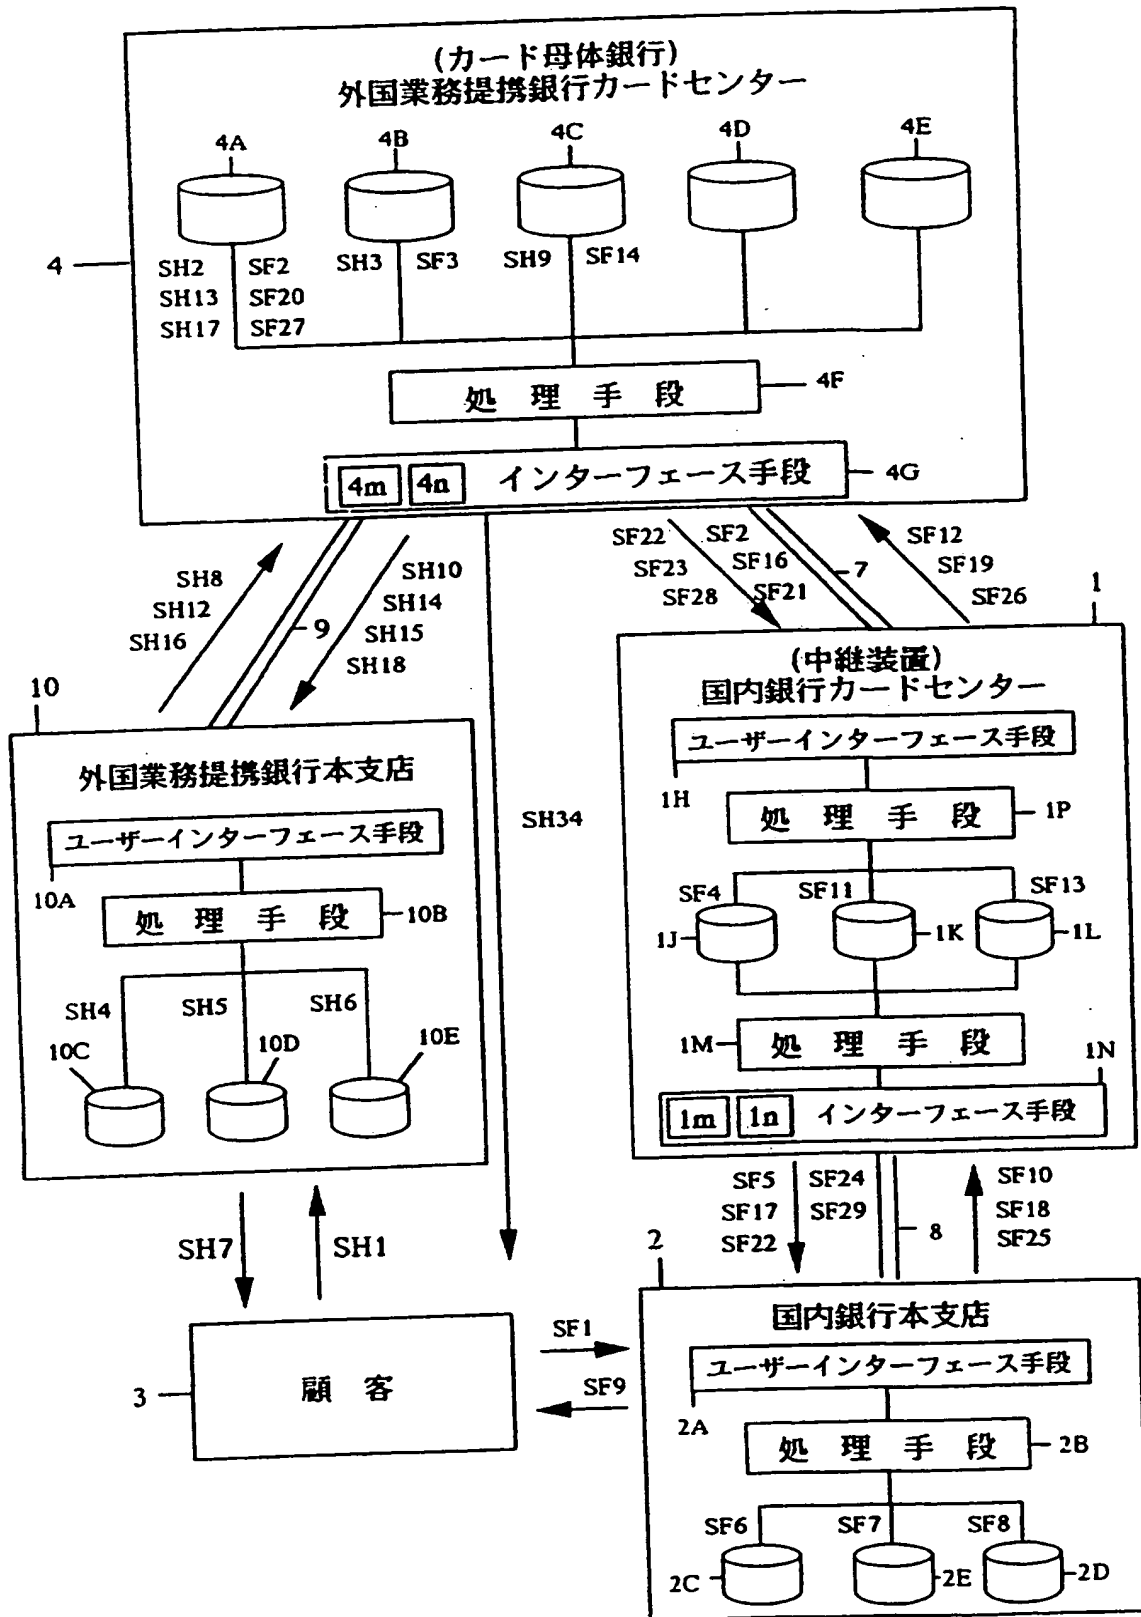 (カード母体銀行)
外国業務提携銀行カードセンター
4A
4B
4C
4D
4E
4
SH2 SF2
SH13 SF20
SH17 SF27
SH3 SF3
SH9 SF14
処理手段
4F
4m 4n インターフェース手段
4G
SH8
SH12
SH16
9
SH10
SH14
SH15
SH18
SF22 SF2
SF23 SF16
SF28 SF21
7
SF12
SF19
SF26
1
10
外国業務提携銀行本支店
ユーザーインターフェース手段
10A
処理手段
10B
SH4
SH5
SH6
10C
10D
10E
SH34
(中継装置)
国内銀行カードセンター
ユーザーインターフェース手段
1H
処理手段
1P
SF4
SF11
SF13
1J
1K
1L
1M
処理手段
1N
1m 1n インターフェース手段
SH7
SH1
SF5 SF24
SF17 SF29
SF22
8
SF10
SF18
SF25
2
3
顧客
SF1
SF9
国内銀行本支店
ユーザーインターフェース手段
2A
処理手段
2B
SF6
SF7
SF8
2C
2E
2D